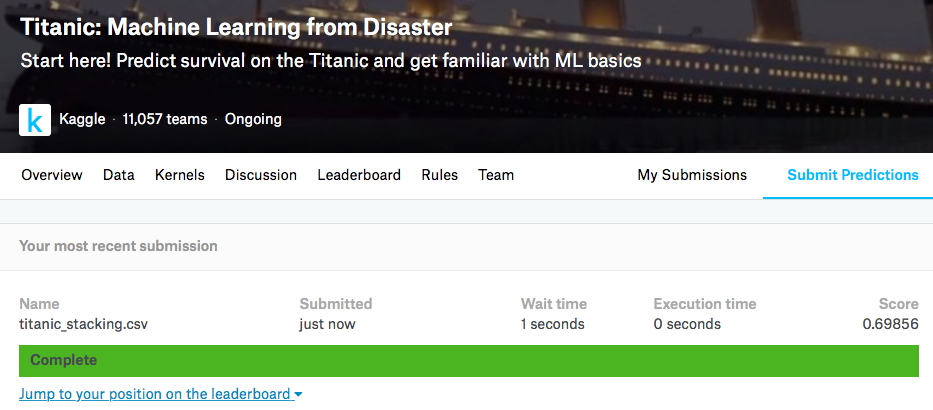 Titanic: Machine Learning from Disaster
Start here! Predict survival on the Titanic and get familiar with ML basics
k Kaggle · 11,057 teams · Ongoing
Overview Data Kernels Discussion Leaderboard Rules Team My Submissions Submit Predictions
Your most recent submission
Name Submitted Wait time Execution time Score
titanic_stacking.csv just now 1 seconds 0 seconds 0.69856
Complete
Jump to your position on the leaderboard